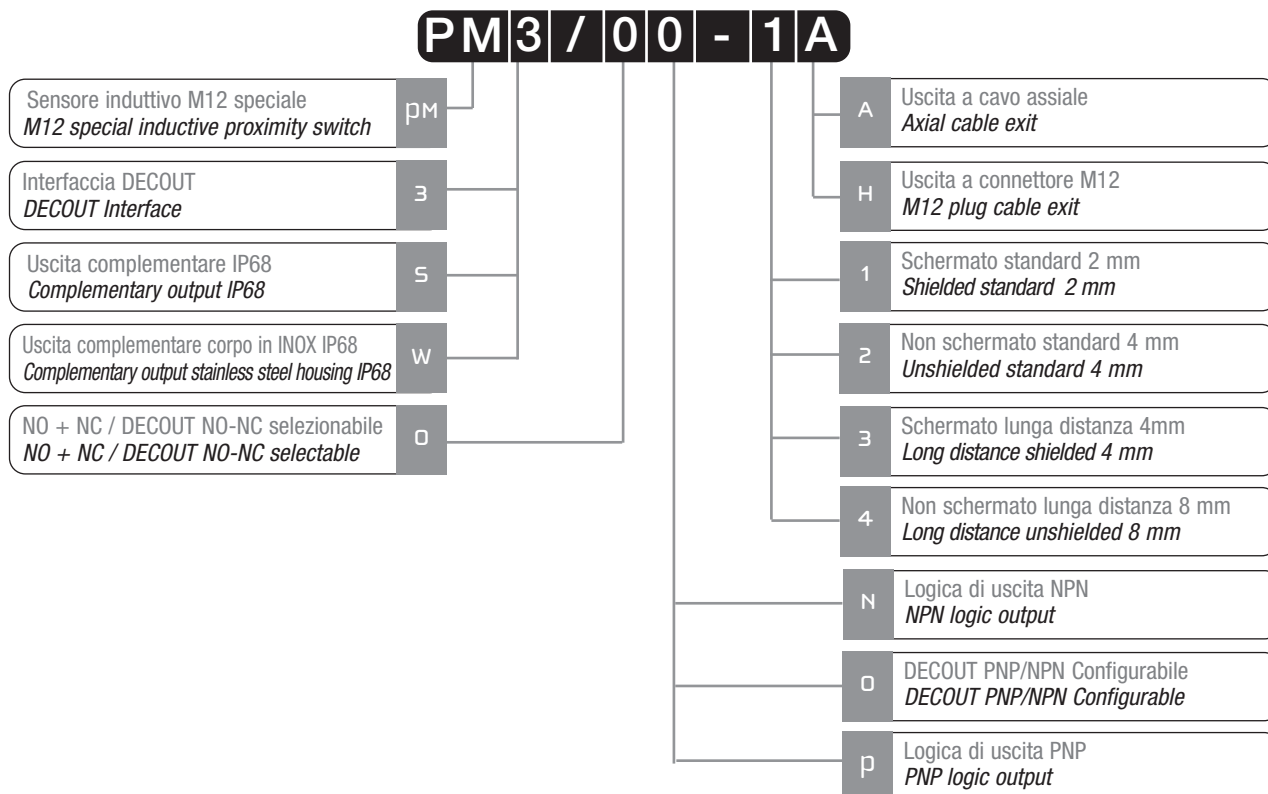 PM3/00-1A
Sensore induttivo M12 speciale
M12 special inductive proximity switch
PM
Interfaccia DECOUT
DECOUT Interface
3
Uscita complementare IP68
Complementary output IP68
S
Uscita complementare corpo in INOX IP68
Complementary output stainless steel housing IP68
W
NO + NC / DECOUT NO-NC selezionabile
NO + NC / DECOUT NO-NC selectable
0
A
Uscita a cavo assiale
Axial cable exit
H
Uscita a connettore M12
M12 plug cable exit
1
Schermato standard 2 mm
Shielded standard 2 mm
2
Non schermato standard 4 mm
Unshielded standard 4 mm
3
Schermato lunga distanza 4mm
Long distance shielded 4 mm
4
Non schermato lunga distanza 8 mm
Long distance unshielded 8 mm
N
Logica di uscita NPN
NPN logic output
0
DECOUT PNP/NPN Configurabile
DECOUT PNP/NPN Configurable
P
Logica di uscita PNP
PNP logic output